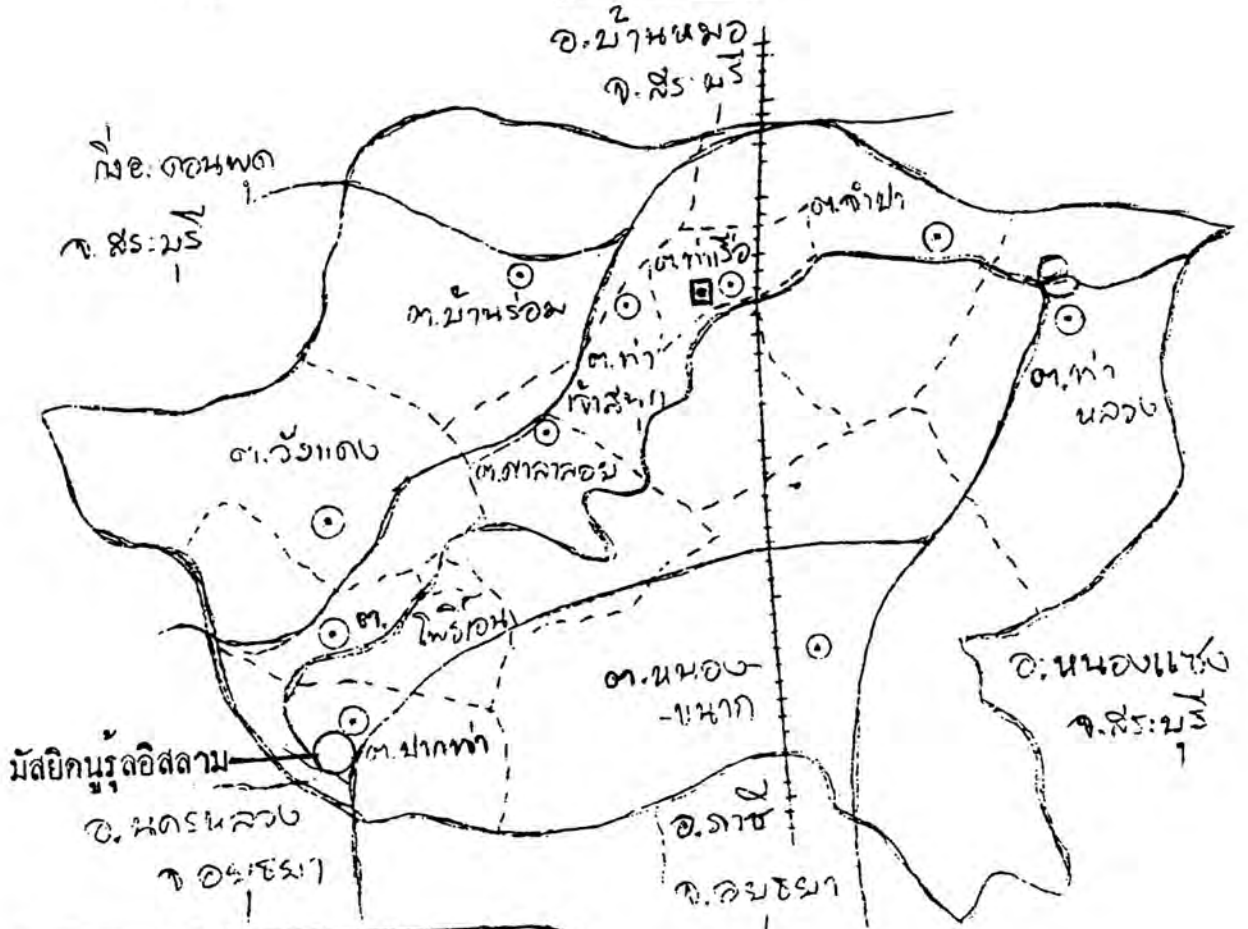 อ.บ้านหมอ
จ.สระบุรี
กิ่งอ.ดอนพุด
จ.สระบุรี
ต.จำปา
ต.ท่าเรือ
ต.บ้านร่อม
ต.ท่า
เจ้าสนุก
ต.ท่า
หลวง
ต.วังแดง
ต.ศาลาลอย
ต.
โพธิ์เอน
ต.หนอง-
-ขนาก
อ.หนองแซง
จ.สระบุรี
มัสยิดนูรุ้ลอิสลาม
ต.ปากท่า
อ.นครหลวง
จ.อยุธยา
อ.ภาชี
จ.อยุธยา